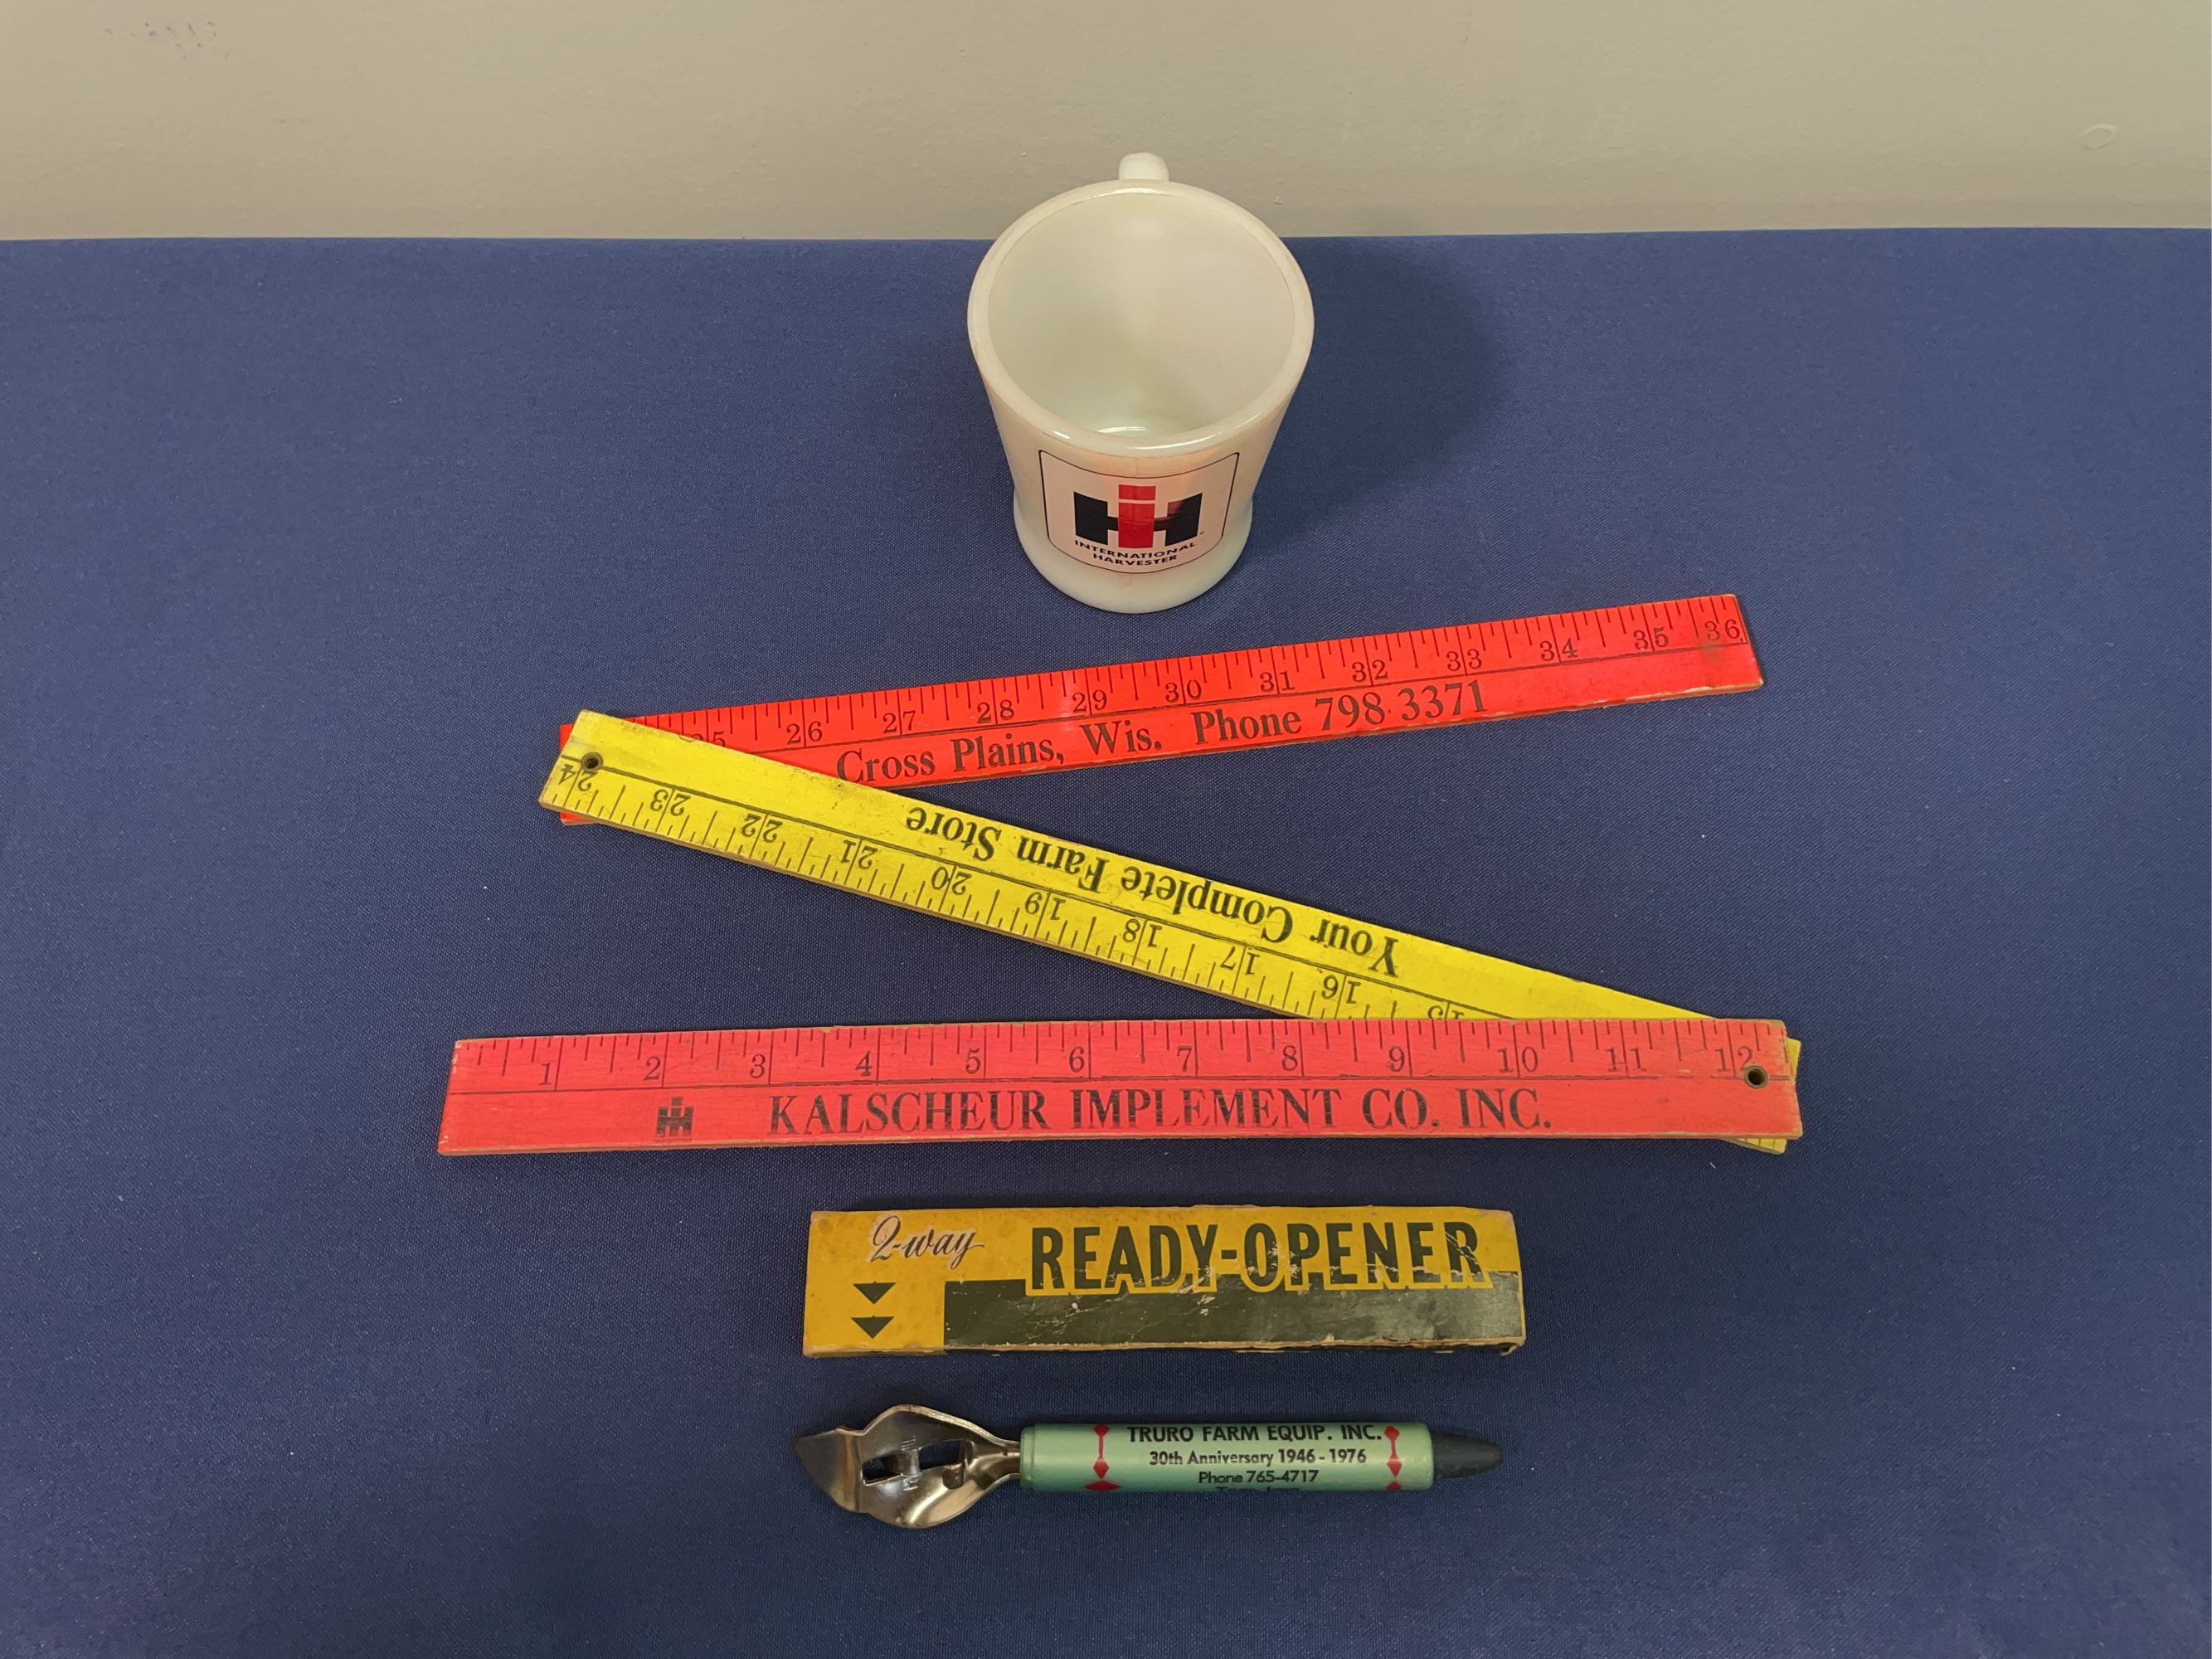 IH
INTERNATIONAL
HARVESTER
26 27 28 29 30 31 32 33 34 35 36
Cross Plains, Wis. Phone 798-3371
Your Complete Farm Store
15 16 17 18 19 20 21 22 23 24
1 2 3 4 5 6 7 8 9 10 11 12
IH KALSCHEUR IMPLEMENT CO. INC.
2-way READY-OPENER
TRURO FARM EQUIP. INC.
30th Anniversary 1946-1976
Phone 765-4717